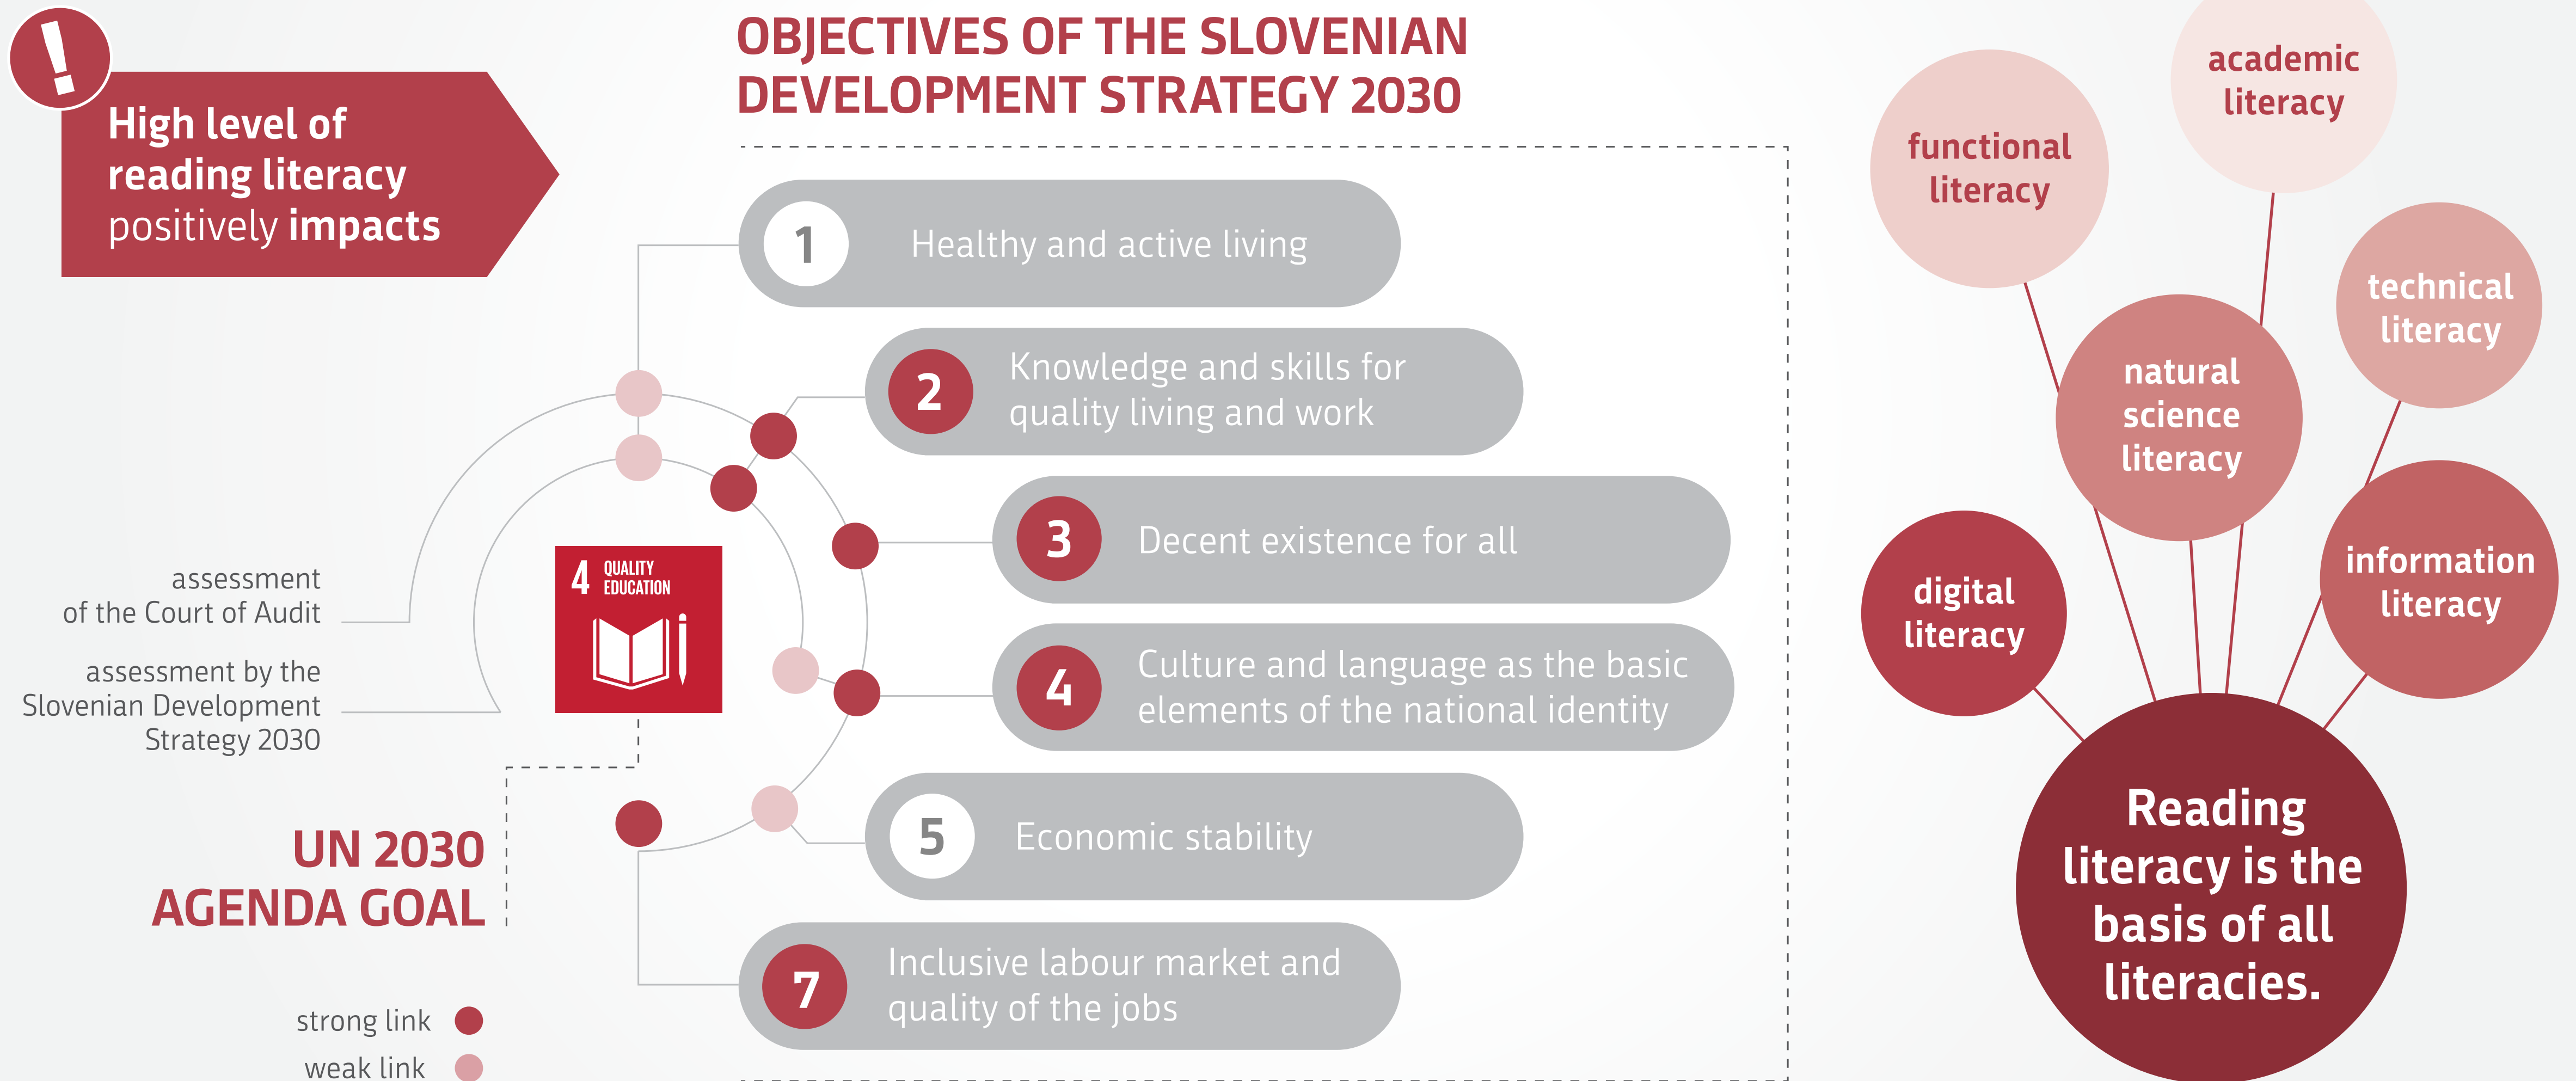 !
High level of
reading literacy
positively impacts
OBJECTIVES OF THE SLOVENIAN
DEVELOPMENT STRATEGY 2030
1
Healthy and active living
2
Knowledge and skills for
quality living and work
3
Decent existence for all
4
Culture and language as the basic
elements of the national identity
5
Economic stability
7
Inclusive labour market and
quality of the jobs
4 QUALITY
EDUCATION
assessment
of the Court of Audit
assessment by the
Slovenian Development
Strategy 2030
UN 2030
AGENDA GOAL
strong link
weak link
academic
literacy
functional
literacy
technical
literacy
natural
science
literacy
information
literacy
digital
literacy
Reading
literacy is the
basis of all
literacies.